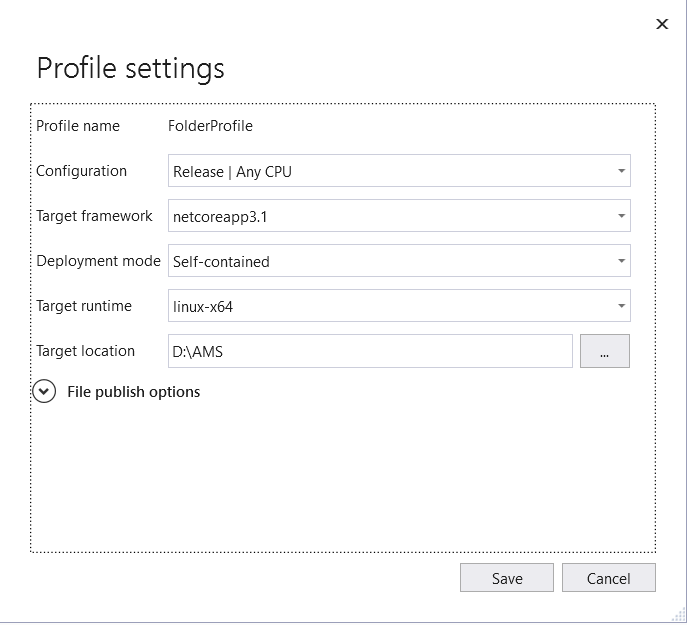 Profile settings
Profile name FolderProfile
Configuration Release | Any CPU
Target framework netcoreapp3.1
Deployment mode Self-contained
Target runtime linux-x64
Target location D:\AMS ...
File publish options
Save Cancel